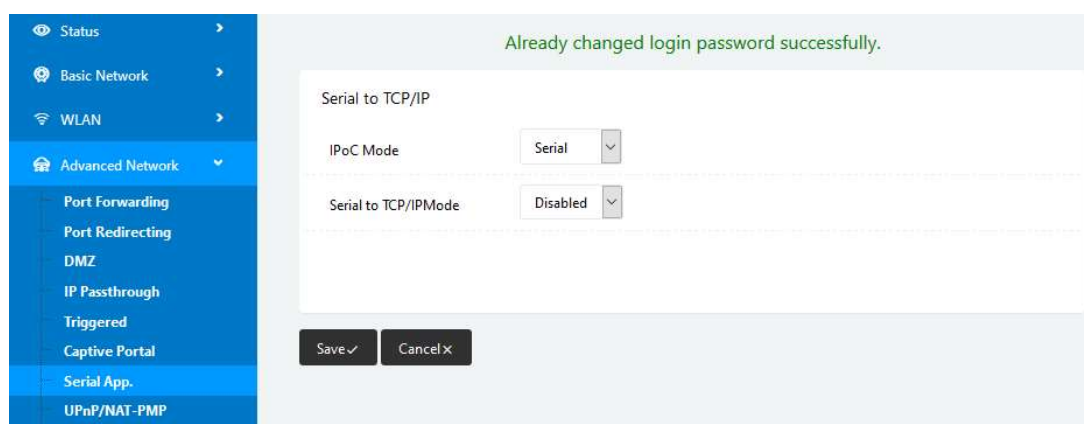 Status
Basic Network
WLAN
Advanced Network
Port Forwarding
Port Redirecting
DMZ
IP Passthrough
Triggered
Captive Portal
Serial App.
UPnP/NAT-PMP
Already changed login password successfully.
Serial to TCP/IP
IPoC Mode Serial
Serial to TCP/IPMode Disabled
Save Cancel